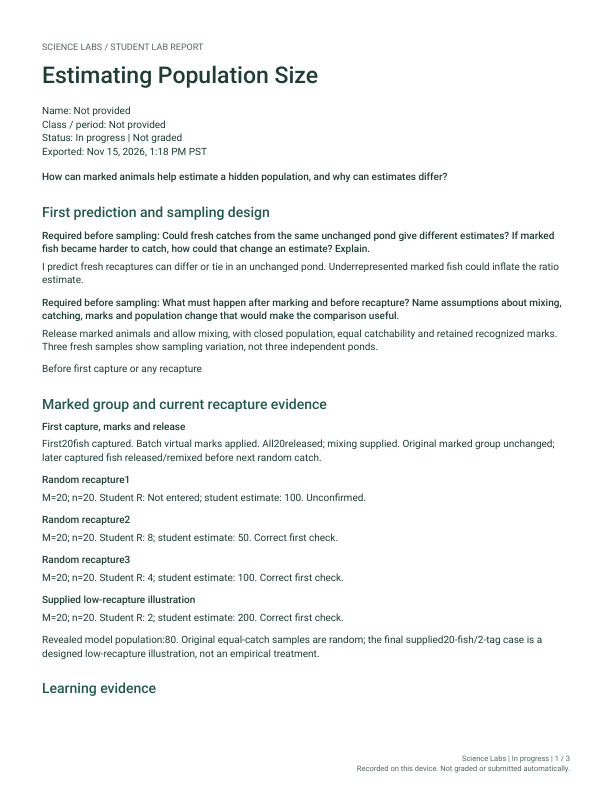 SCIENCE LABS / STUDENT LAB REPORT
Estimating Population Size
Name: Not provided
Class / period: Not provided
Status: In progress | Not graded
Exported: Nov 15, 2026, 1:18 PM PST
How can marked animals help estimate a hidden population, and why can estimates differ?
First prediction and sampling design
Required before sampling: Could fresh catches from the same unchanged pond give different estimates? If marked
fish became harder to catch, how could that change an estimate? Explain.
I predict fresh recaptures can differ or tie in an unchanged pond. Underrepresented marked fish could inflate the ratio
estimate.
Required before sampling: What must happen after marking and before recapture? Name assumptions about mixing,
catching, marks and population change that would make the comparison useful.
Release marked animals and allow mixing, with closed population, equal catchability and retained recognized marks.
Three fresh samples show sampling variation, not three independent ponds.
Before first capture or any recapture
Marked group and current recapture evidence
First capture, marks and release
First20fish captured. Batch virtual marks applied. All20released; mixing supplied. Original marked group unchanged;
later captured fish released/remixed before next random catch.
Random recapture1
M=20; n=20. Student R: Not entered; student estimate: 100. Unconfirmed.
Random recapture2
M=20; n=20. Student R: 8; student estimate: 50. Correct first check.
Random recapture3
M=20; n=20. Student R: 4; student estimate: 100. Correct first check.
Supplied low-recapture illustration
M=20; n=20. Student R: 2; student estimate: 200. Correct first check.
Revealed model population:80. Original equal-catch samples are random; the final supplied20-fish/2-tag case is a
designed low-recapture illustration, not an empirical treatment.
Learning evidence
Science Labs | In progress | 1 / 3
Recorded on this device. Not graded or submitted automatically.